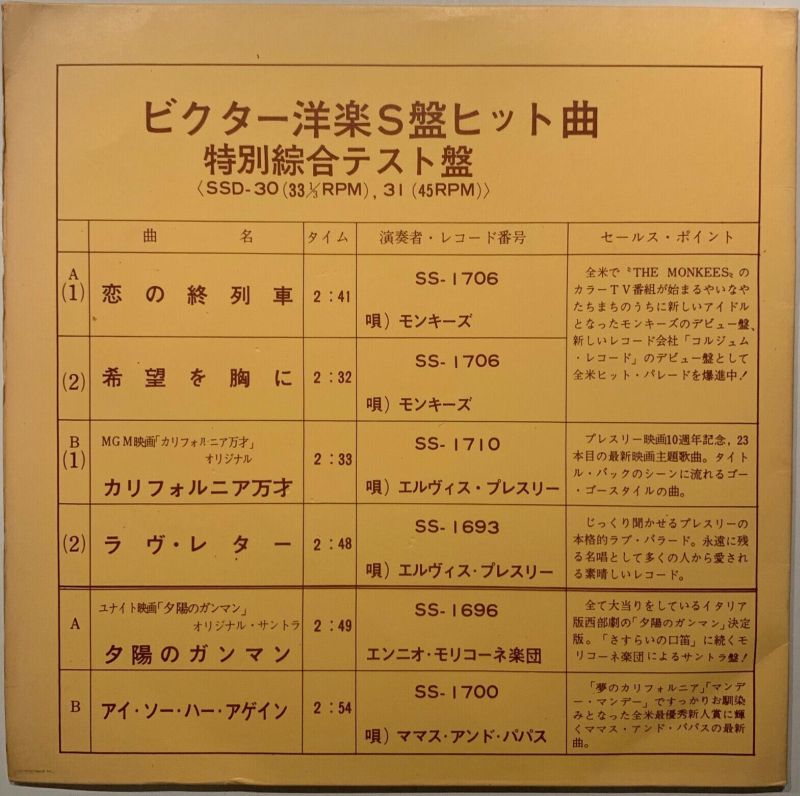 ビクター洋楽S盤ヒット曲
特別綜合テスト盤
〈SSD-30(33⅓RPM), 31(45RPM)〉
曲名 タイム 演奏者・レコード番号 セールス・ポイント
A
(1) 恋の終列車 2:41
SS-1706
唄）モンキーズ
全米で〝THE MONKEES〟の
カラーTV番組が始まるやいなや
たちまちのうちに新しいアイドル
となったモンキーズのデビュー盤、
新しいレコード会社「コルジュム
・レコード」のデビュー盤として
全米ヒット・パレードを爆進中！
(2) 希望を胸に 2:32
SS-1706
唄）モンキーズ
B
(1)
MGM映画「カリフォルニア万才」
オリジナル
カリフォルニア万才
2:33
SS-1710
唄）エルヴィス・プレスリー
プレスリー映画10週年記念，23
本目の最新映画主題歌曲。タイト
ル・バックのシーンに流れるゴー
・ゴースタイルの曲。
(2) ラヴ・レター 2:48
SS-1693
唄）エルヴィス・プレスリー
じっくり聞かせるプレスリーの
本格的ラブ・バラード。永遠に残
る名唱として多くの人から愛され
る素晴しいレコード。
A
ユナイト映画「夕陽のガンマン」
オリジナル・サントラ
夕陽のガンマン
2:49
SS-1696
エンニオ・モリコーネ楽団
全て大当りをしているイタリア
版西部劇の「夕陽のガンマン」決定
版。「さすらいの口笛」に続くモ
リコーネ楽団によるサントラ盤！
B アイ・ソー・ハー・アゲイン 2:54
SS-1700
唄）ママス・アンド・パパス
「夢のカリフォルニア」「マンデ
ー・マンデー」ですっかりお馴染
みとなった全米最優秀新人賞に輝
くママス・アンド・パパスの最新
曲。